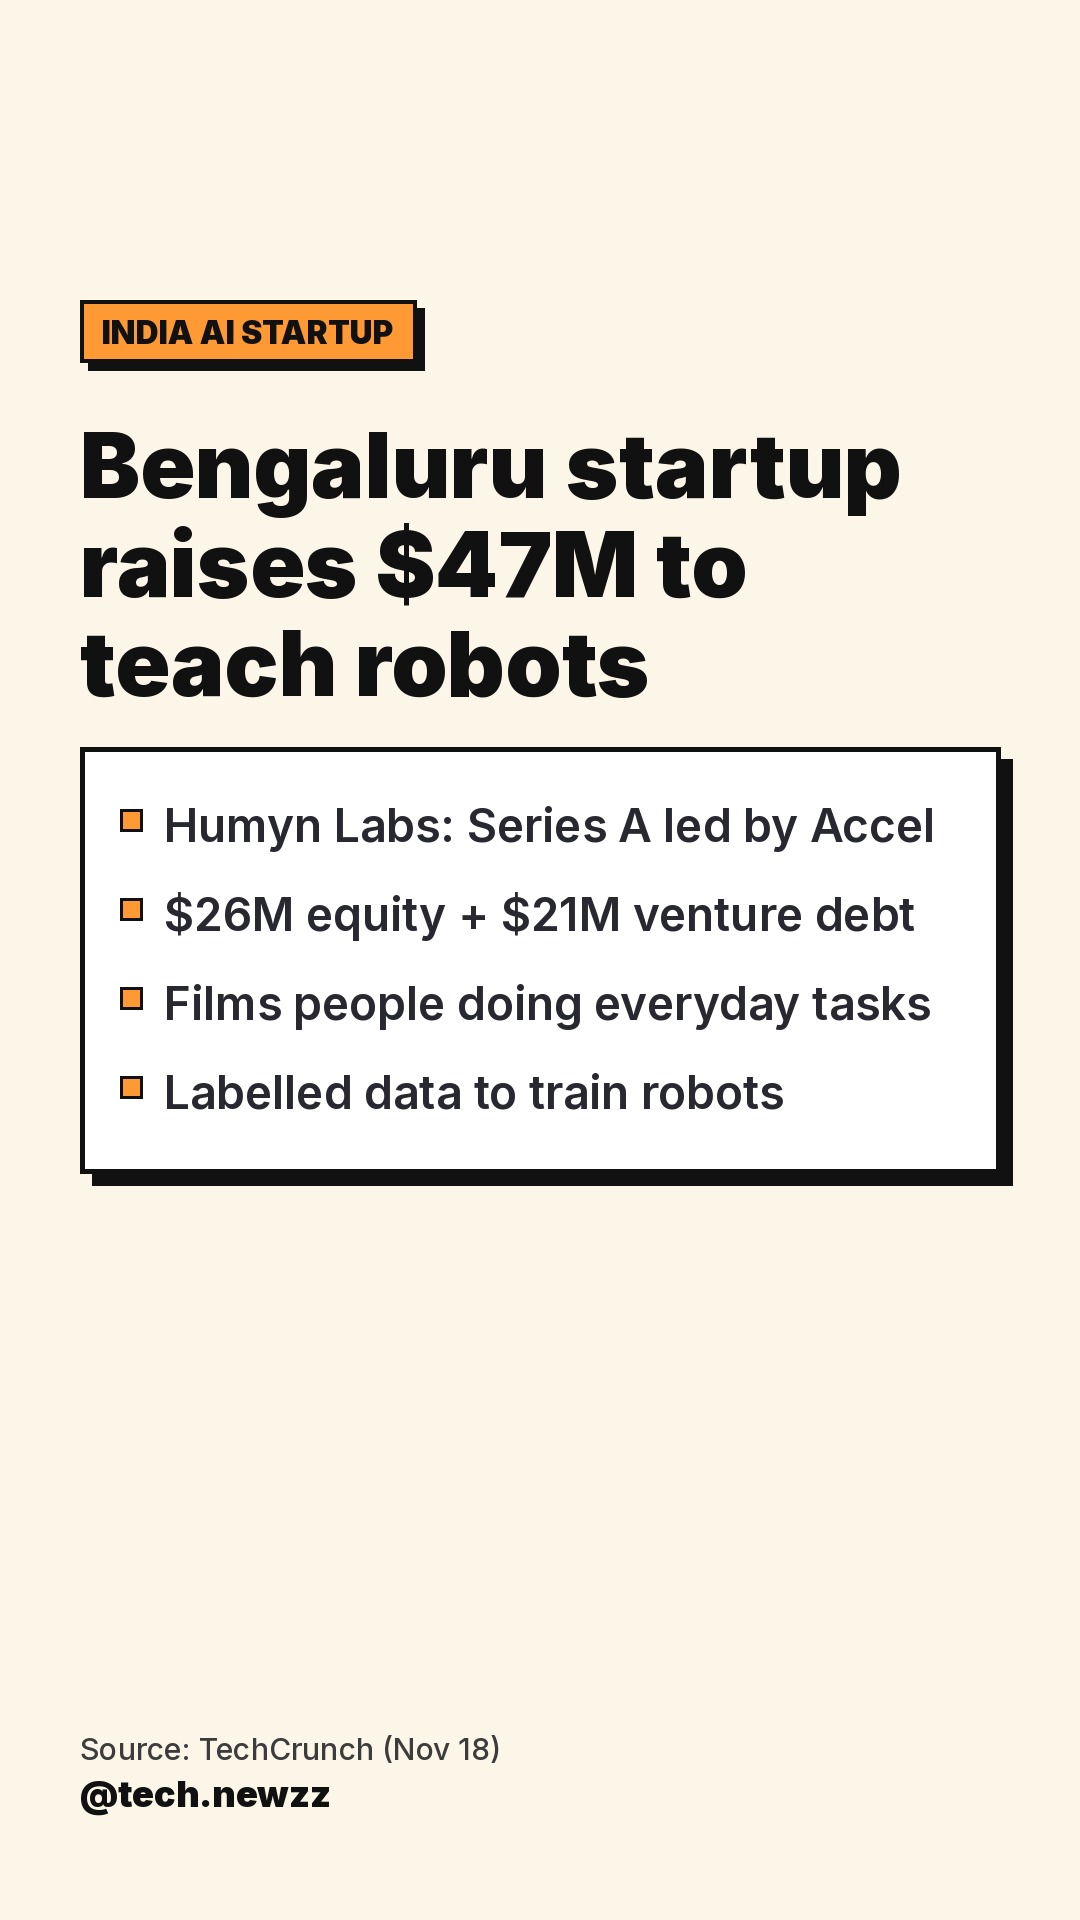 INDIA AI STARTUP
Bengaluru startup
raises $47M to
teach robots
Humyn Labs: Series A led by Accel
$26M equity + $21M venture debt
Films people doing everyday tasks
Labelled data to train robots
Source: TechCrunch (Nov 18)
@tech.newzz